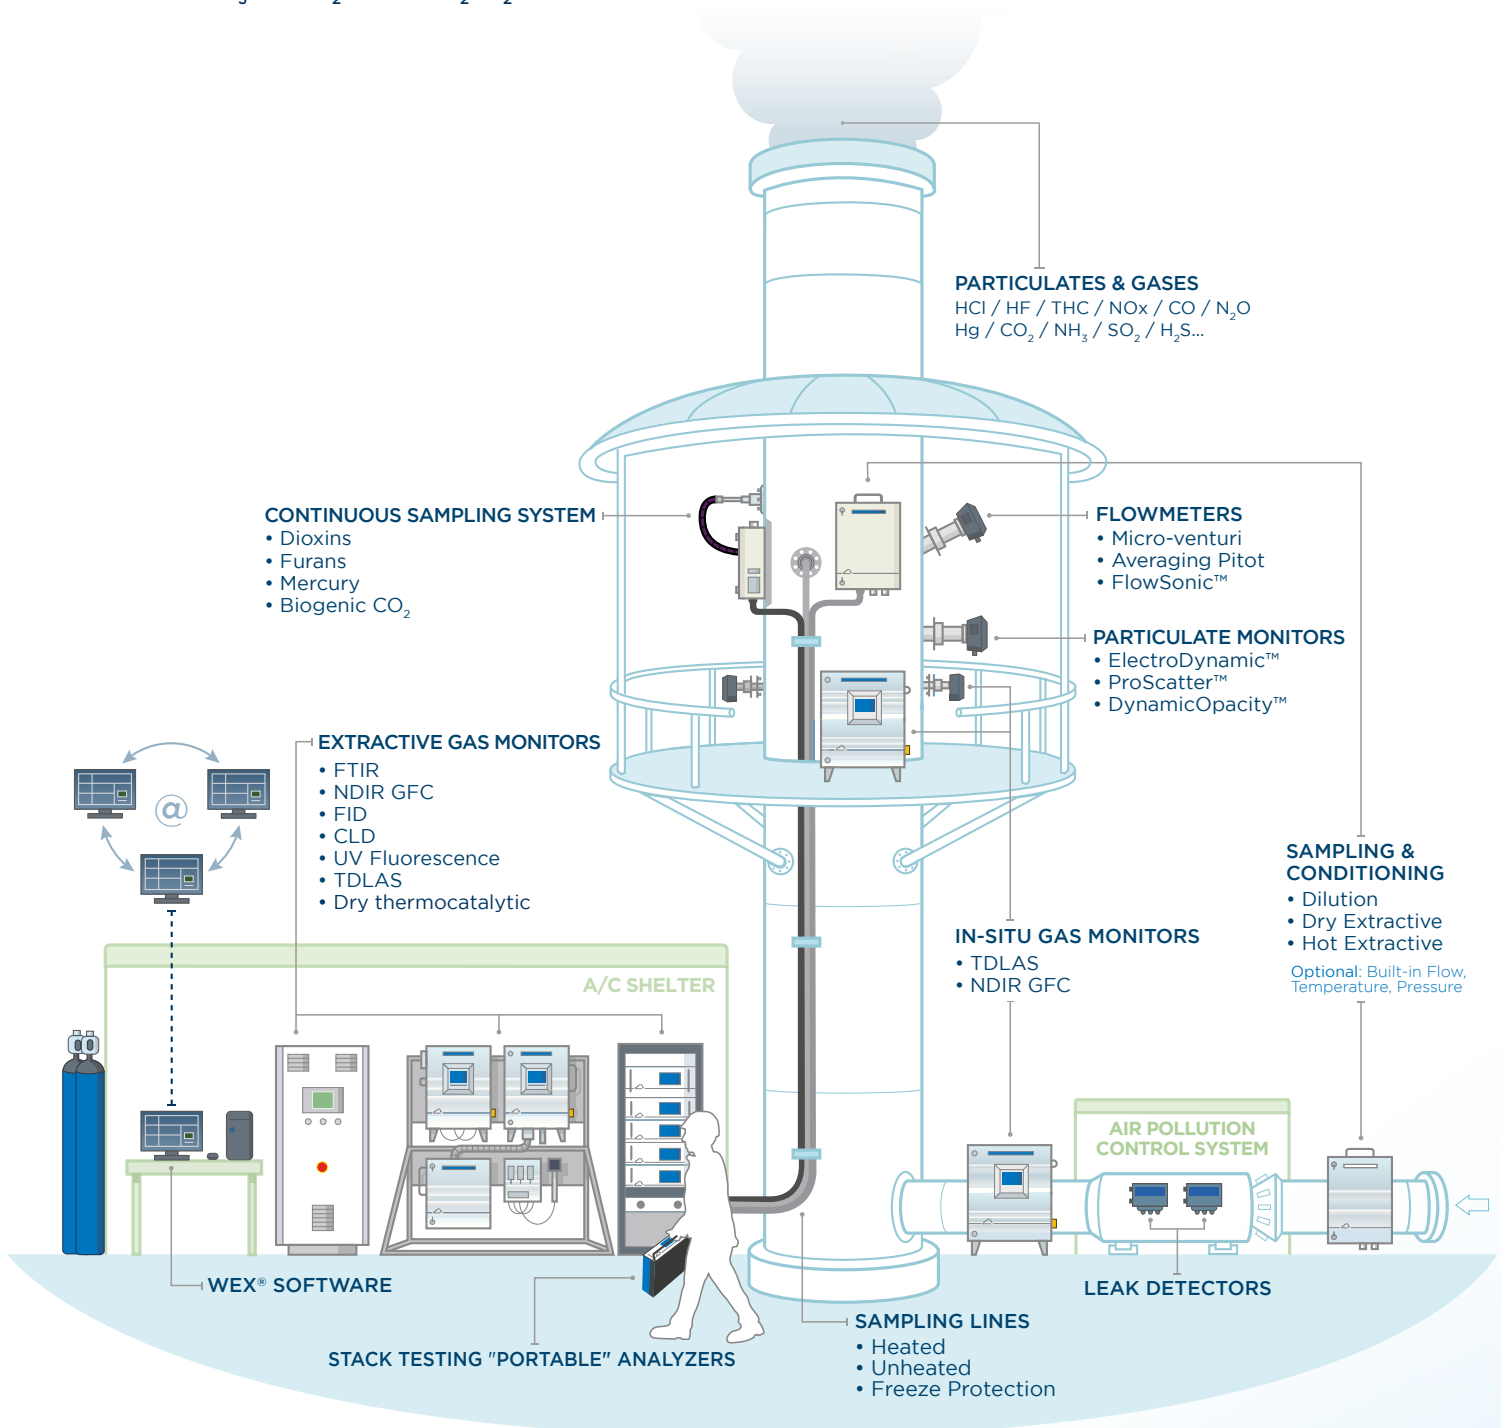 PARTICULATES & GASES
HCl / HF / THC / NOx / CO / N₂O
Hg / CO₂ / NH₃ / SO₂ / H₂S...
CONTINUOUS SAMPLING SYSTEM
• Dioxins
• Furans
• Mercury
• Biogenic CO₂
FLOWMETERS
• Micro-venturi
• Averaging Pitot
• FlowSonic™
PARTICULATE MONITORS
• ElectroDynamic™
• ProScatter™
• DynamicOpacity™
EXTRACTIVE GAS MONITORS
• FTIR
• NDIR GFC
• FID
• CLD
• UV Fluorescence
• TDLAS
• Dry thermocatalytic
@
SAMPLING &
CONDITIONING
• Dilution
• Dry Extractive
• Hot Extractive
Optional: Built-in Flow,
Temperature, Pressure
IN-SITU GAS MONITORS
• TDLAS
• NDIR GFC
A/C SHELTER
AIR POLLUTION
CONTROL SYSTEM
WEX® SOFTWARE
LEAK DETECTORS
STACK TESTING "PORTABLE" ANALYZERS
SAMPLING LINES
• Heated
• Unheated
• Freeze Protection